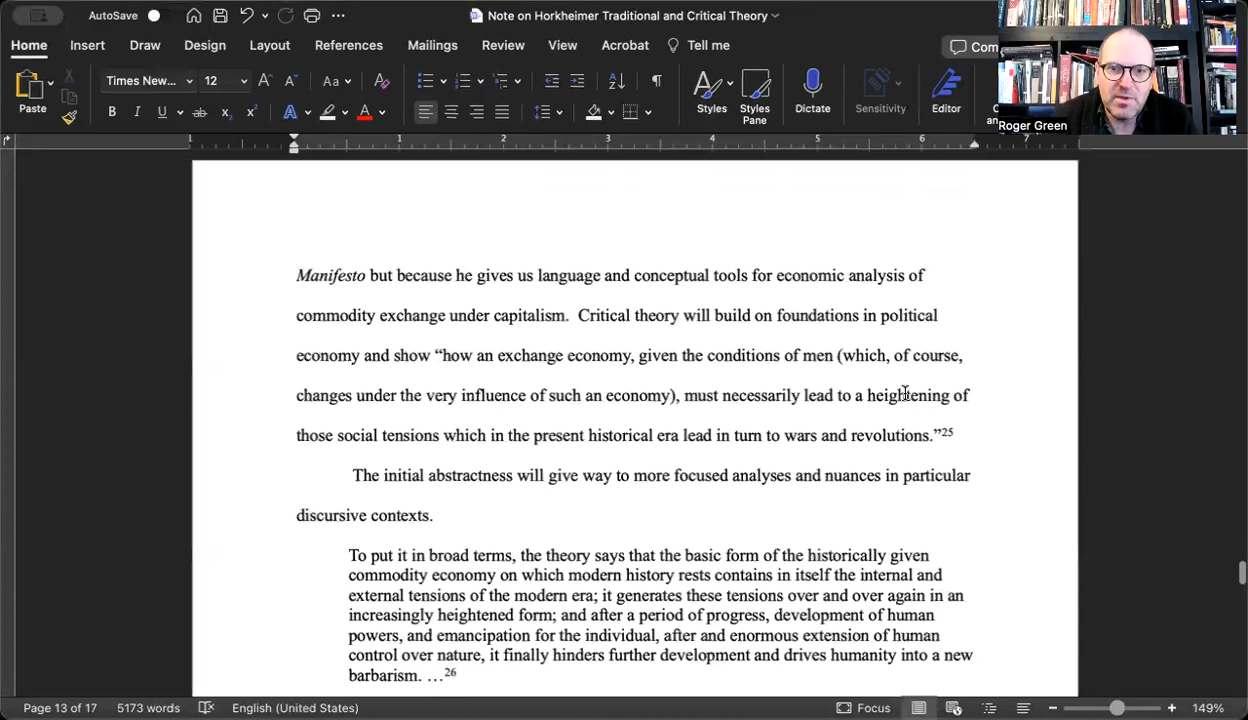 AutoSave
Note on Horkheimer Traditional and Critical Theory
Home Insert Draw Design Layout References Mailings Review View Acrobat Tell me
Com
Times New... 12
Paste
Styles
Styles Pane
Dictate
Sensitivity
Editor
Roger Green
1 1 2 3 4 5 6 7
Manifesto but because he gives us language and conceptual tools for economic analysis of
commodity exchange under capitalism.  Critical theory will build on foundations in political
economy and show “how an exchange economy, given the conditions of men (which, of course,
changes under the very influence of such an economy), must necessarily lead to a heightening of
those social tensions which in the present historical era lead in turn to wars and revolutions.”25
The initial abstractness will give way to more focused analyses and nuances in particular
discursive contexts.
To put it in broad terms, the theory says that the basic form of the historically given
commodity economy on which modern history rests contains in itself the internal and
external tensions of the modern era; it generates these tensions over and over again in an
increasingly heightened form; and after a period of progress, development of human
powers, and emancipation for the individual, after and enormous extension of human
control over nature, it finally hinders further development and drives humanity into a new
barbarism. …26
Page 13 of 17 5173 words English (United States) Focus 149%